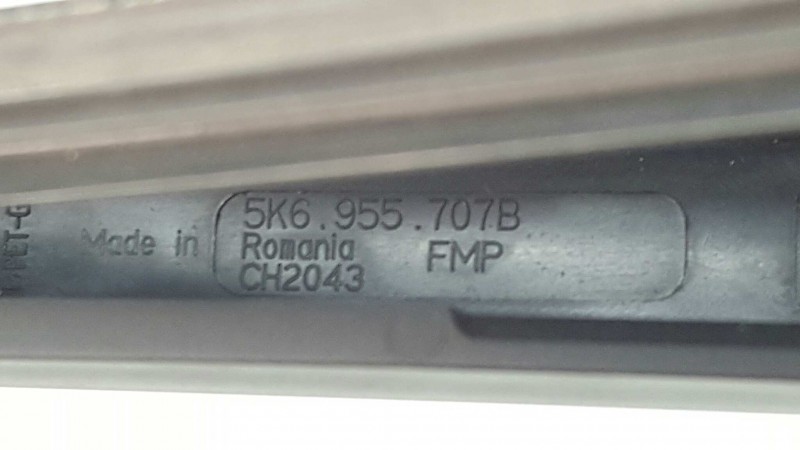 5K6.955.707B
Made in Romania FMP
CH2043